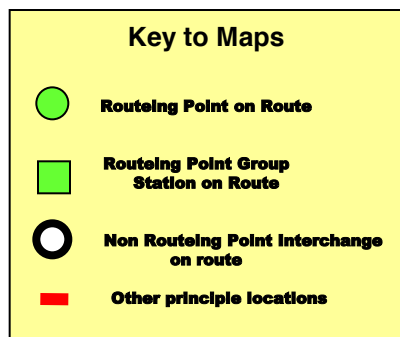 Key to Maps
Routeing Point on Route
Routeing Point Group
Station on Route
Non Routeing Point Interchange
on route
Other principle locations